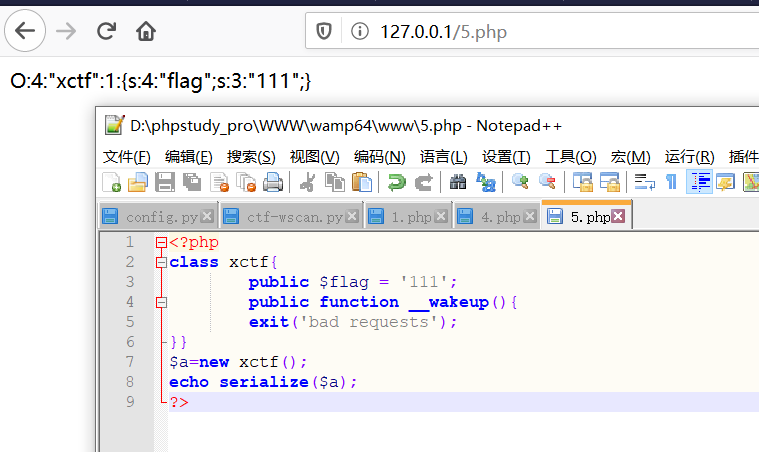 127.0.0.1/5.php
O:4:"xctf":1:{s:4:"flag";s:3:"111";}
D:\phpstudy_pro\WWW\wamp64\www\5.php - Notepad++
文件(F) 编辑(E) 搜索(S) 视图(V) 编码(N) 语言(L) 设置(T) 工具(O) 宏(M) 运行(R) 插件
config.py ctf-wscan.py 1.php 4.php 5.php
1 <?php
2 class xctf{
3 public $flag = '111';
4 public function __wakeup(){
5 exit('bad requests');
6 }}
7 $a=new xctf();
8 echo serialize($a);
9 ?>